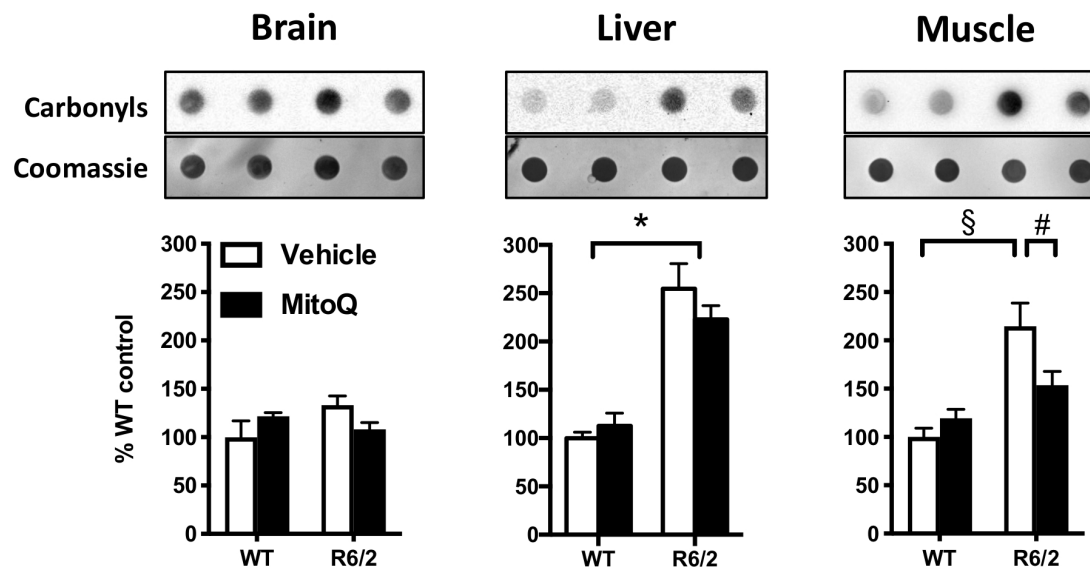 Brain Liver Muscle
Carbonyls
Coomassie
* § #
300 300 300
Vehicle
250 250 250
MitoQ
200 200 200
150 150 150
100 100 100
50 50 50
0 0 0
% WT control
WT R6/2 WT R6/2 WT R6/2